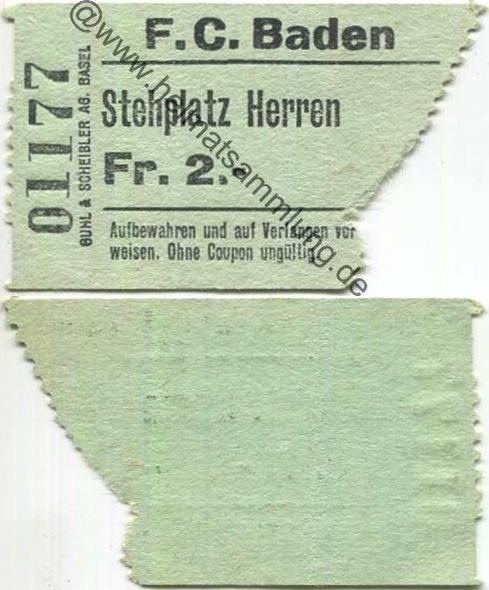 F.C. Baden
Stehplatz Herren
Fr. 2.-
Aufbewahren und auf Verlangen vor
weisen. Ohne Coupon ungültig.
01177
BUHL & SCHEIBLER AG. BASEL
@www.heimatsammlung.de